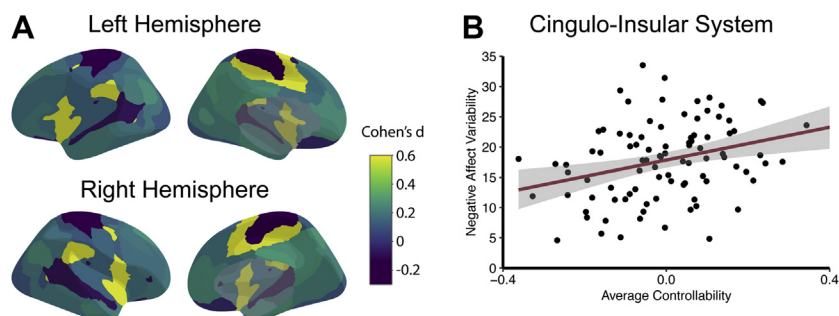 A
Left Hemisphere
Cohen's d
0.6
0.4
0.2
0
-0.2
Right Hemisphere
B
Cingulo-Insular System
Negative Affect Variability
35
30
25
20
15
10
5
0
−0.4
0.0
0.4
Average Controllability